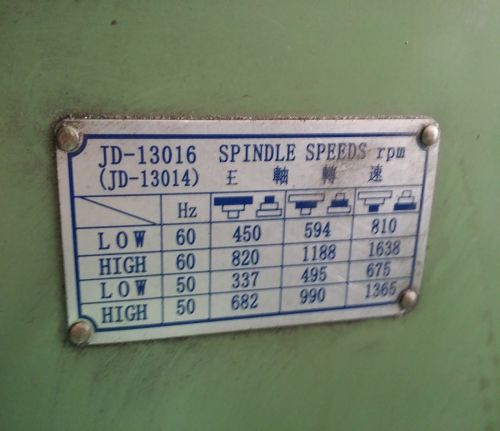 JD-13016 SPINDLE SPEEDS rpm
(JD-13014) 主軸轉速
Hz
LOW 60 450 594 810
HIGH 60 820 1188 1638
LOW 50 337 495 675
HIGH 50 682 990 1365